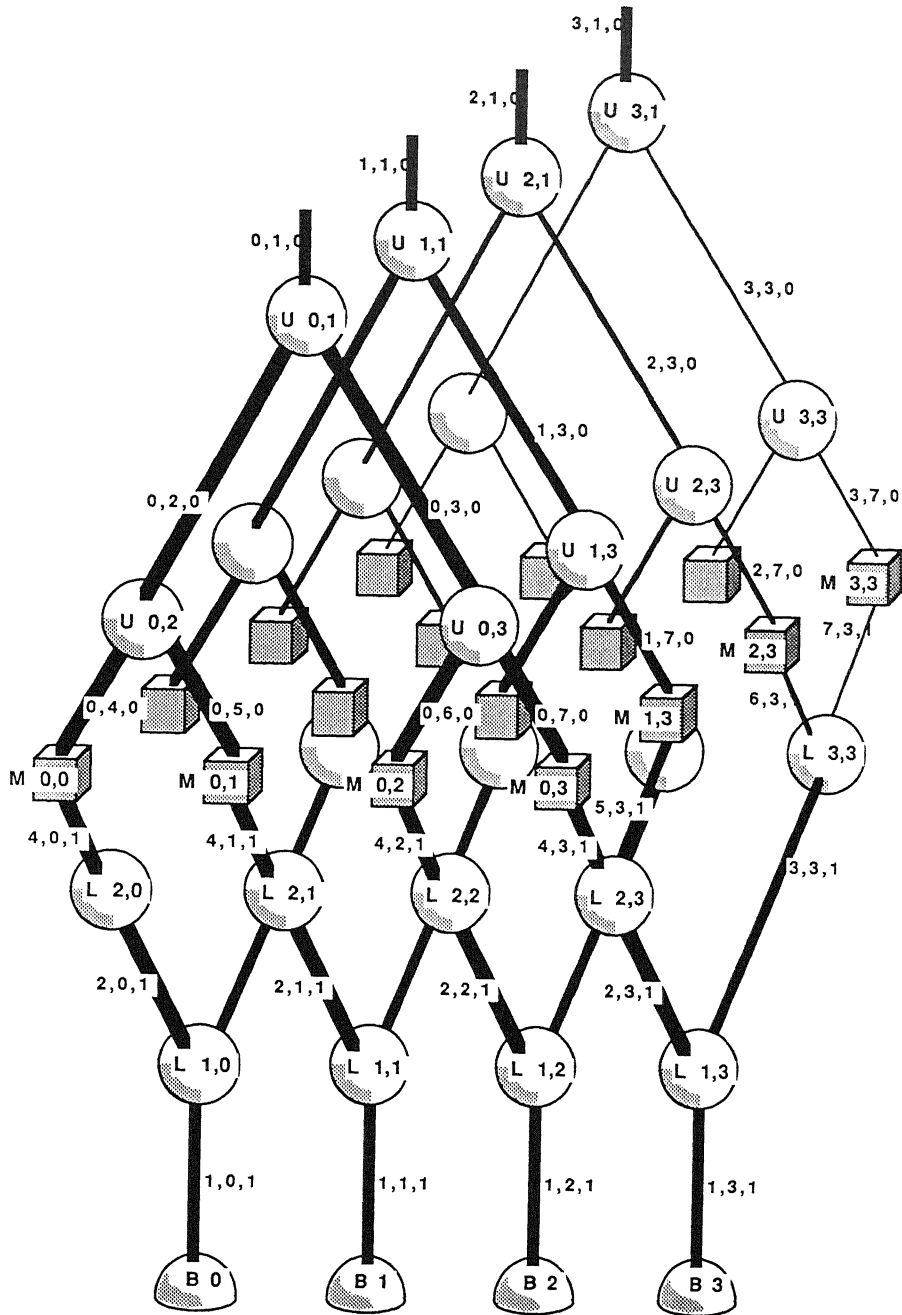 3,1,0
2,1,0
U 3,1
1,1,0
U 2,1
0,1,0
U 1,1
3,3,0
U 0,1
2,3,0
U 3,3
1,3,0
U 2,3
3,7,0
0,2,0
0,3,0
U 1,3
2,7,0
M 3,3
U 0,2
U 0,3
7,3,1
1,7,0
M 2,3
0,4,0
0,5,0
0,6,0
0,7,0
M 1,3
6,3,
L 3,3
M 0,0
M 0,1
M 0,2
M 0,3
5,3,1
4,0,1
4,1,1
4,2,1
4,3,1
3,3,1
L 2,0
L 2,1
L 2,2
L 2,3
2,0,1
2,1,1
2,2,1
2,3,1
L 1,0
L 1,1
L 1,2
L 1,3
1,0,1
1,1,1
1,2,1
1,3,1
B 0
B 1
B 2
B 3